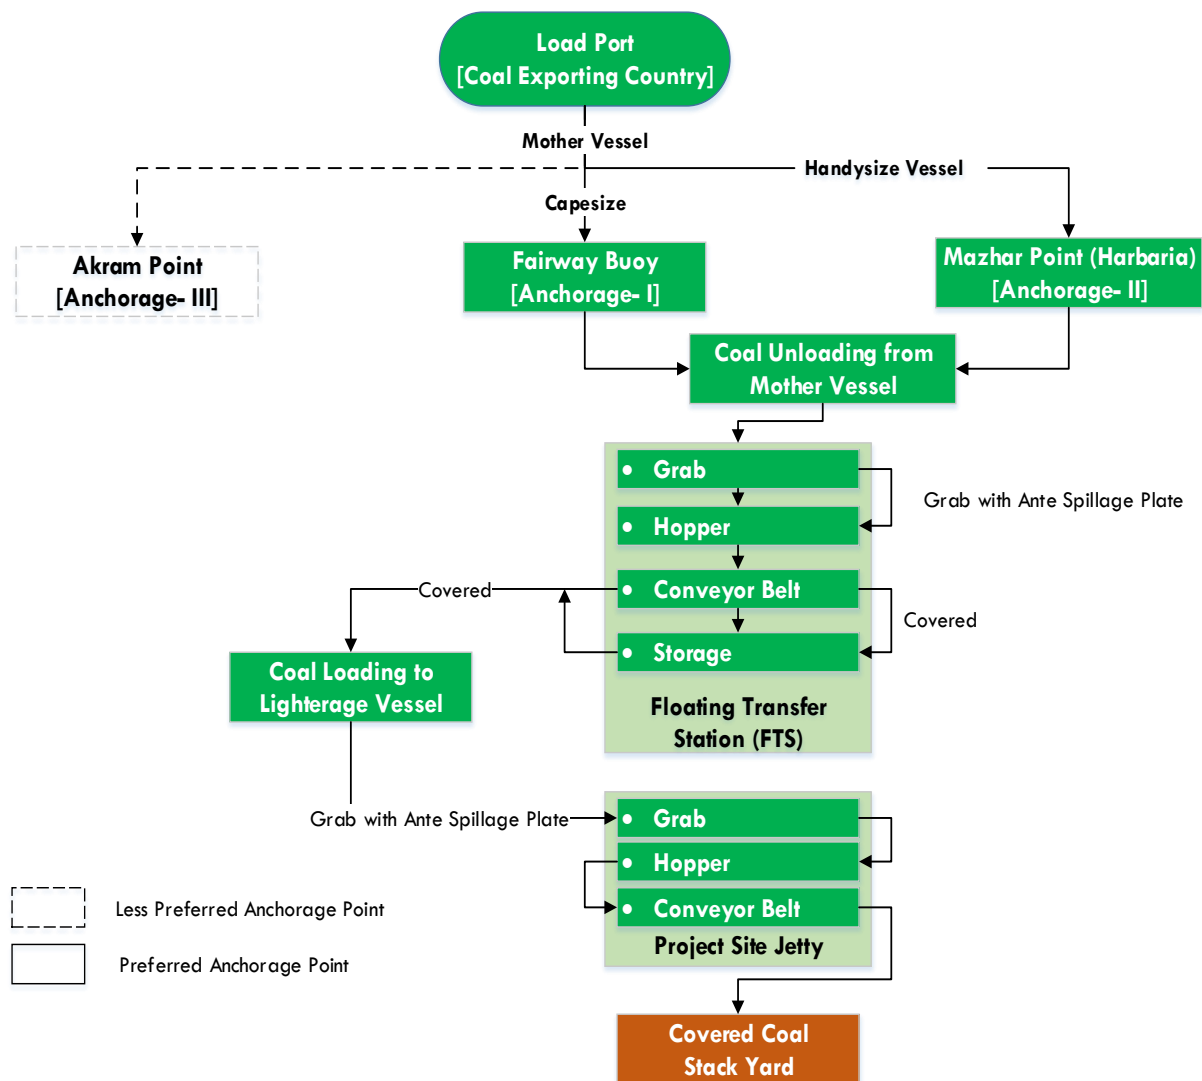 Load Port
[Coal Exporting Country]
Mother Vessel
Handysize Vessel
Capesize
Akram Point
[Anchorage- III]
Fairway Buoy
[Anchorage- I]
Mazhar Point (Harbaria)
[Anchorage- II]
Coal Unloading from
Mother Vessel
• Grab
Grab with Ante Spillage Plate
• Hopper
• Conveyor Belt
Covered
Covered
• Storage
Coal Loading to
Lighterage Vessel
Floating Transfer
Station (FTS)
Grab with Ante Spillage Plate
• Grab
• Hopper
• Conveyor Belt
Project Site Jetty
Less Preferred Anchorage Point
Preferred Anchorage Point
Covered Coal
Stack Yard